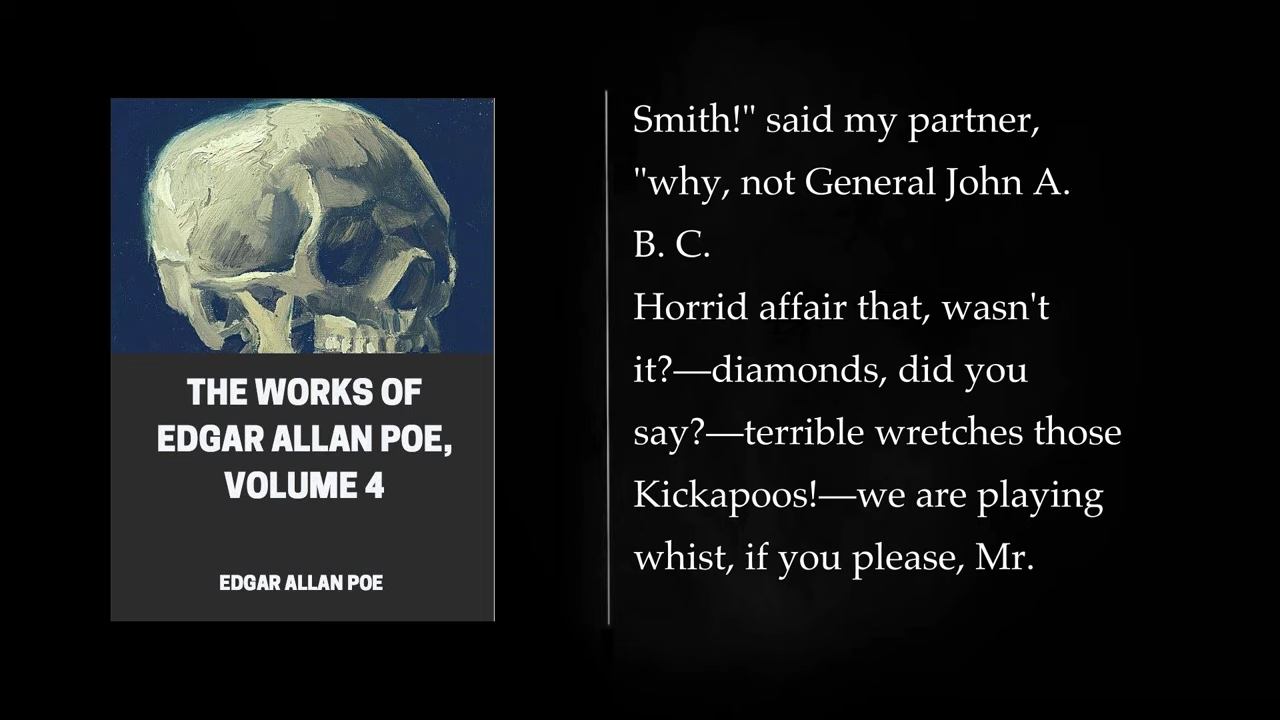 THE WORKS OF
EDGAR ALLAN POE,
VOLUME 4
EDGAR ALLAN POE
Smith!" said my partner,
"why, not General John A.
B. C.
Horrid affair that, wasn't
it?—diamonds, did you
say?—terrible wretches those
Kickapoos!—we are playing
whist, if you please, Mr.